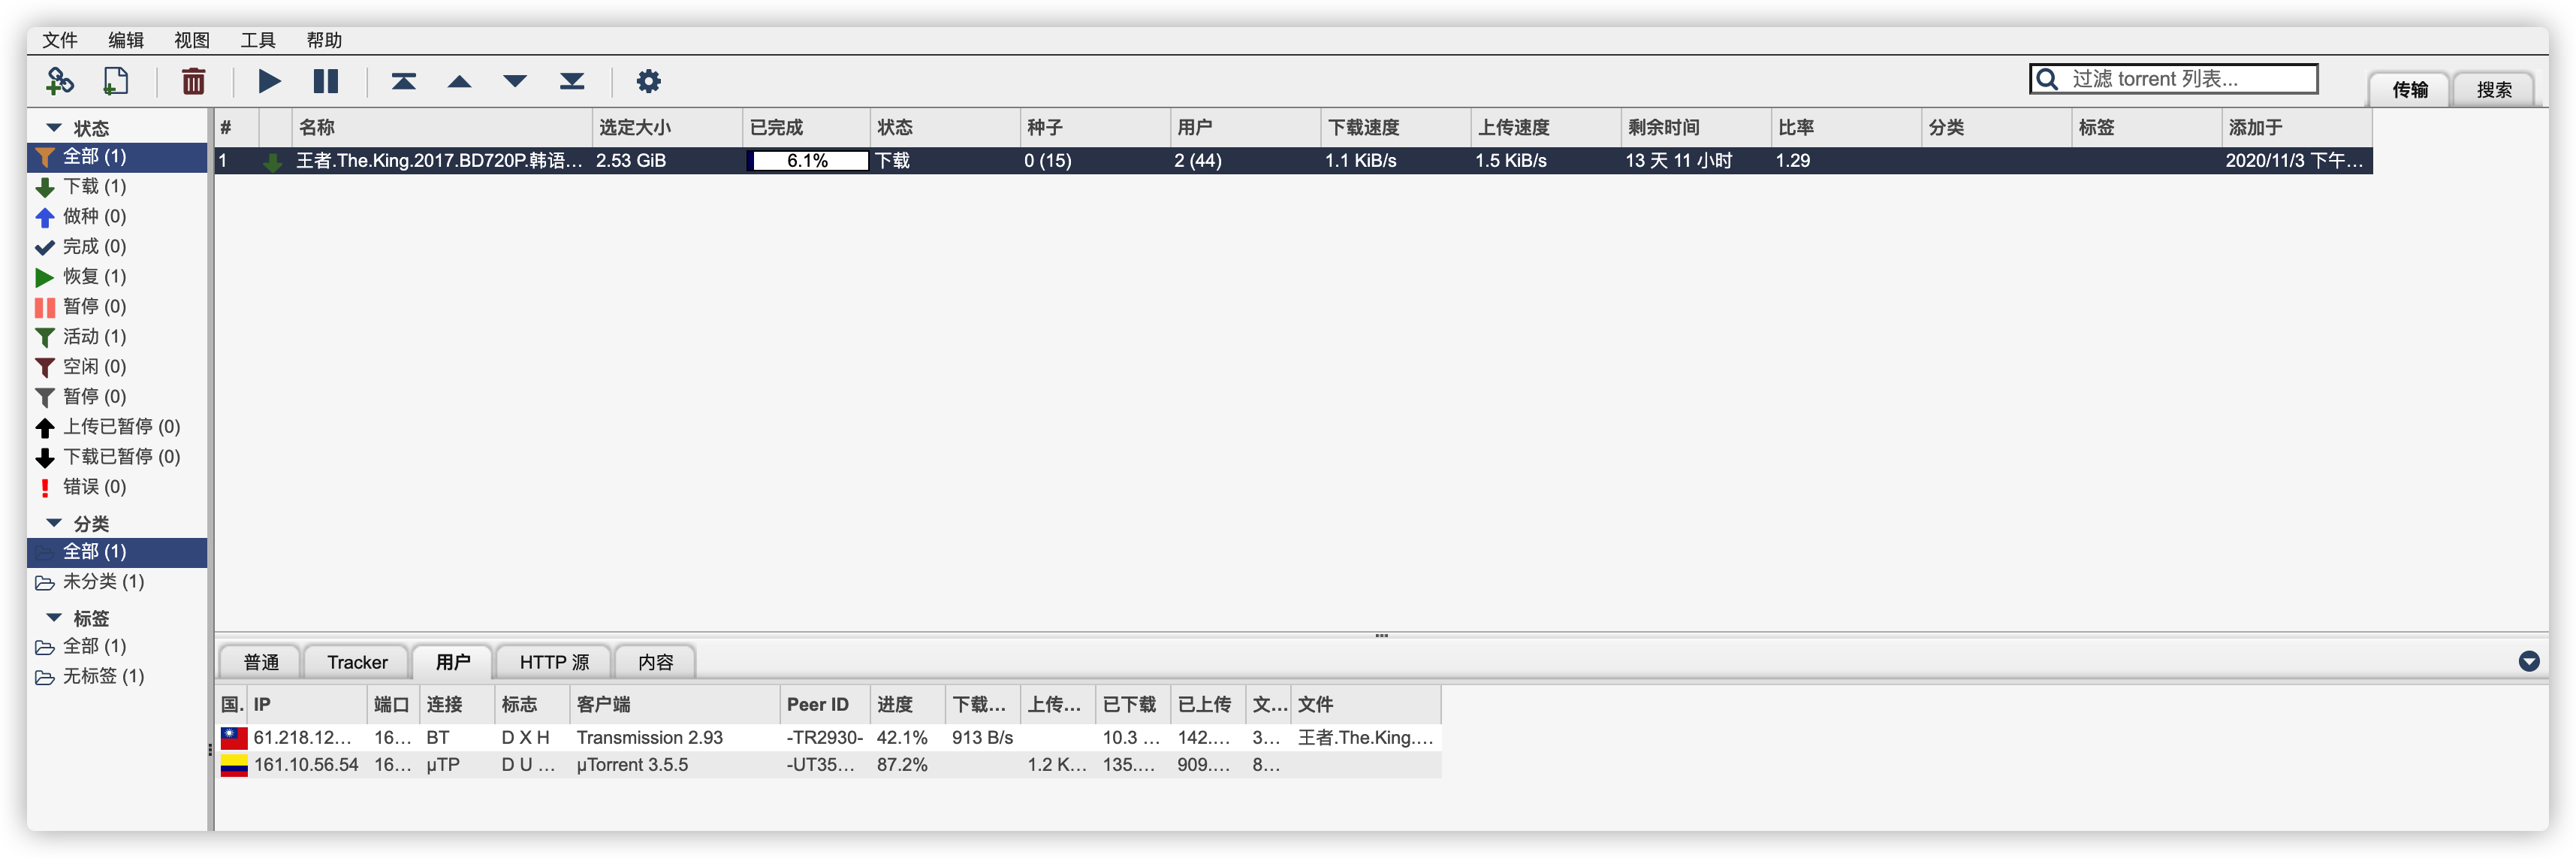 文件 编辑 视图 工具 帮助
过滤 torrent 列表...
传输 搜索
状态
全部 (1)
下载 (1)
做种 (0)
完成 (0)
恢复 (1)
暂停 (0)
活动 (1)
空闲 (0)
暂停 (0)
上传已暂停 (0)
下载已暂停 (0)
错误 (0)
分类
全部 (1)
未分类 (1)
标签
全部 (1)
无标签 (1)
# 名称 选定大小 已完成 状态 种子 用户 下载速度 上传速度 剩余时间 比率 分类 标签 添加于
1 王者.The.King.2017.BD720P.韩语... 2.53 GiB 6.1% 下载 0 (15) 2 (44) 1.1 KiB/s 1.5 KiB/s 13 天 11 小时 1.29 2020/11/3 下午...
普通 Tracker 用户 HTTP 源 内容
国. IP 端口 连接 标志 客户端 Peer ID 进度 下载... 上传... 已下载 已上传 文... 文件
61.218.12... 16... BT D X H Transmission 2.93 -TR2930- 42.1% 913 B/s 10.3 ... 142.... 3... 王者.The.King....
161.10.56.54 16... μTP D U ... μTorrent 3.5.5 -UT35... 87.2% 1.2 K... 135.... 909.... 8...